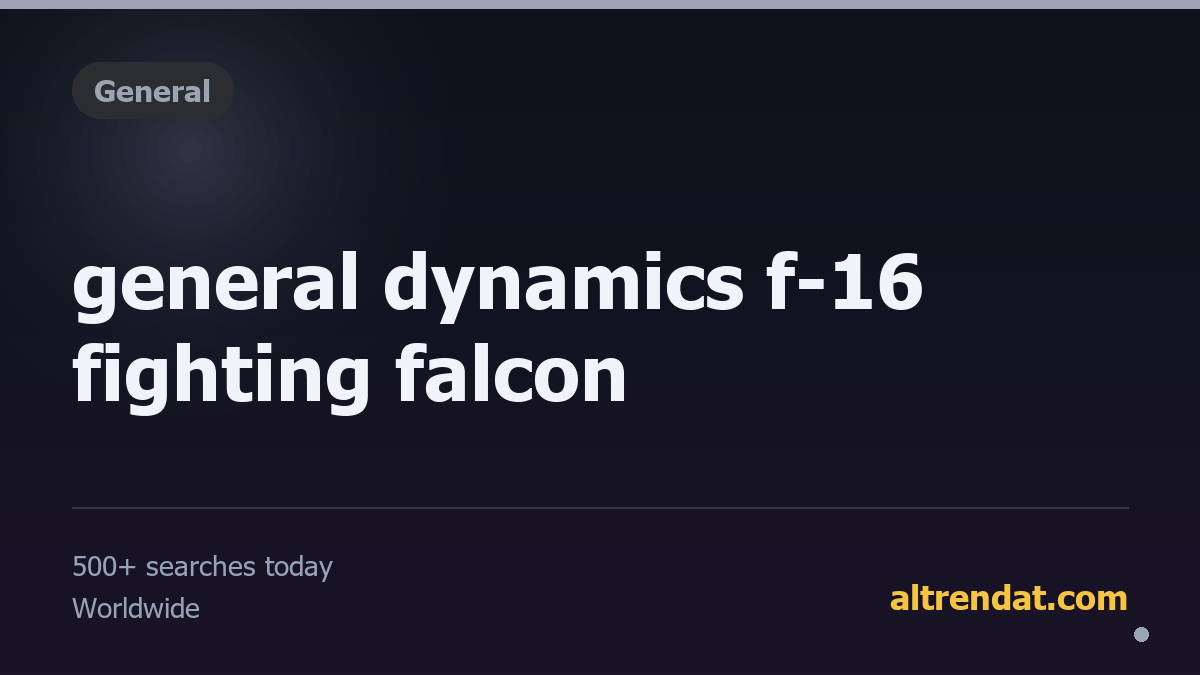 General
general dynamics f-16
fighting falcon
500+ searches today
Worldwide
altrendat.com